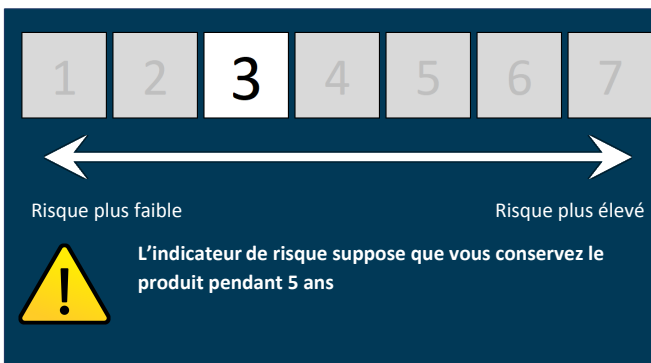 1 2 3 4 5 6 7
Risque plus faible Risque plus élevé
L’indicateur de risque suppose que vous conservez le
produit pendant 5 ans